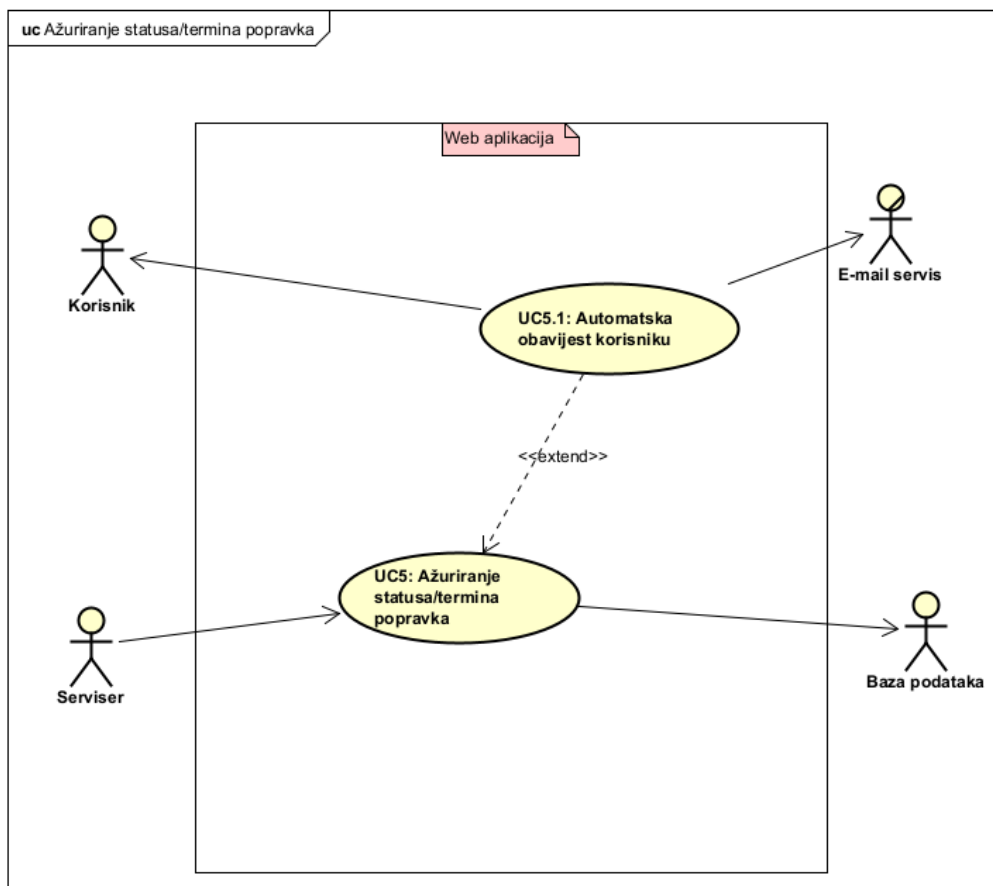 uc Ažuriranje statusa/termina popravka
Web aplikacija
Korisnik
E-mail servis
UC5.1: Automatska
obavijest korisniku
<<extend>>
UC5: Ažuriranje
statusa/termina
popravka
Serviser
Baza podataka